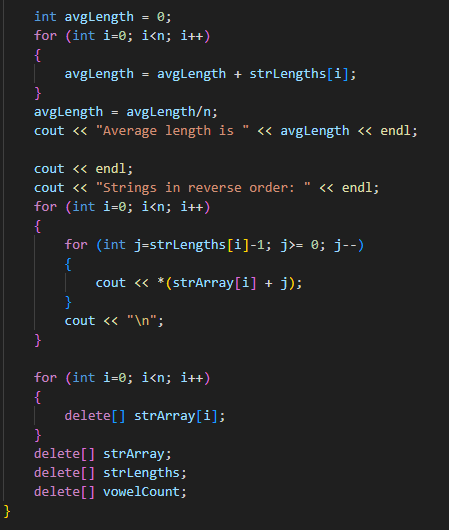 int avgLength = 0;
for (int i=0; i<n; i++)
{
avgLength = avgLength + strLengths[i];
}
avgLength = avgLength/n;
cout << "Average length is " << avgLength << endl;
cout << endl;
cout << "Strings in reverse order: " << endl;
for (int i=0; i<n; i++)
{
for (int j=strLengths[i]-1; j>= 0; j--)
{
cout << *(strArray[i] + j);
}
cout << "\n";
}
for (int i=0; i<n; i++)
{
delete[] strArray[i];
}
delete[] strArray;
delete[] strLengths;
delete[] vowelCount;
}